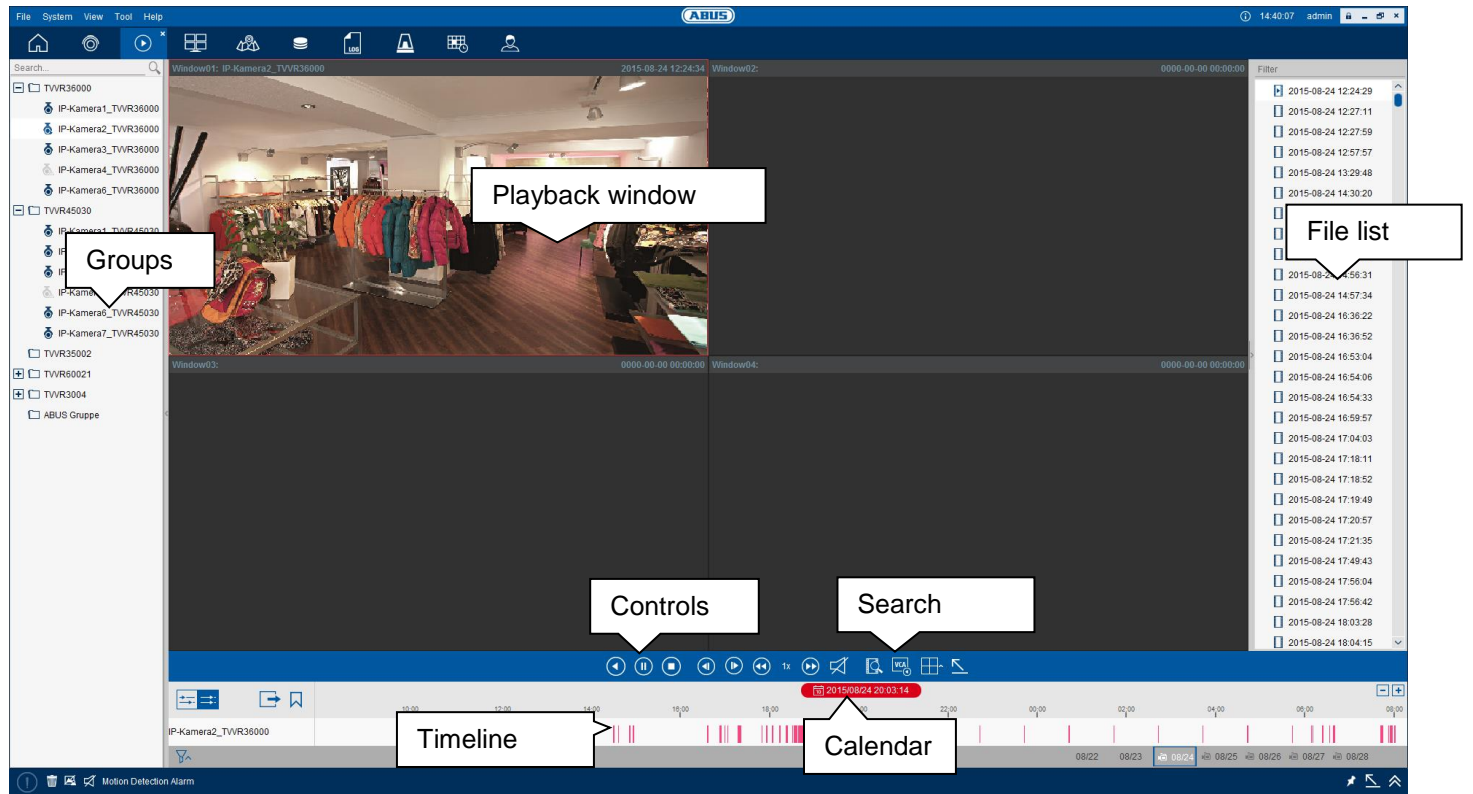 File System View Tool Help
ABUS
14:40:07 admin
LOG
Search...
Window01: IP-Kamera2_TVVR36000 2015-08-24 12:24:34
Window02: 0000-00-00 00:00:00
Filter
TVVR36000
IP-Kamera1_TVVR36000
IP-Kamera2_TVVR36000
IP-Kamera3_TVVR36000
IP-Kamera4_TVVR36000
IP-Kamera6_TVVR36000
TVVR45030
IP-Kamera1_TVVR45030
Groups
VR45030
IP-Kamera6_TVVR45030
IP-Kamera7_TVVR45030
TVVR35002
TVVR60021
TVVR3004
ABUS Gruppe
Playback window
Window03: 0000-00-00 00:00:00
Window04: 0000-00-00 00:00:00
2015-08-24 12:24:29
2015-08-24 12:27:11
2015-08-24 12:27:59
2015-08-24 12:57:57
2015-08-24 13:29:48
2015-08-24 14:30:20
File list
2015-08-24 14:56:31
2015-08-24 14:57:34
2015-08-24 16:36:22
2015-08-24 16:36:52
2015-08-24 16:53:04
2015-08-24 16:54:06
2015-08-24 16:54:33
2015-08-24 16:59:57
2015-08-24 17:04:03
2015-08-24 17:18:11
2015-08-24 17:18:52
2015-08-24 17:19:49
2015-08-24 17:20:57
2015-08-24 17:21:35
2015-08-24 17:49:43
2015-08-24 17:56:04
2015-08-24 17:56:42
2015-08-24 18:03:28
2015-08-24 18:04:15
Controls
Search
1x
VCA
2015/08/24 20:03:14
10:00 12:00 14:00 16:00 18:00 22:00 00:00 02:00 04:00 06:00 08:00
IP-Kamera2_TVVR36000
Timeline
Calendar
08/22 08/23 08/24 08/25 08/26 08/27 08/28
Motion Detection Alarm